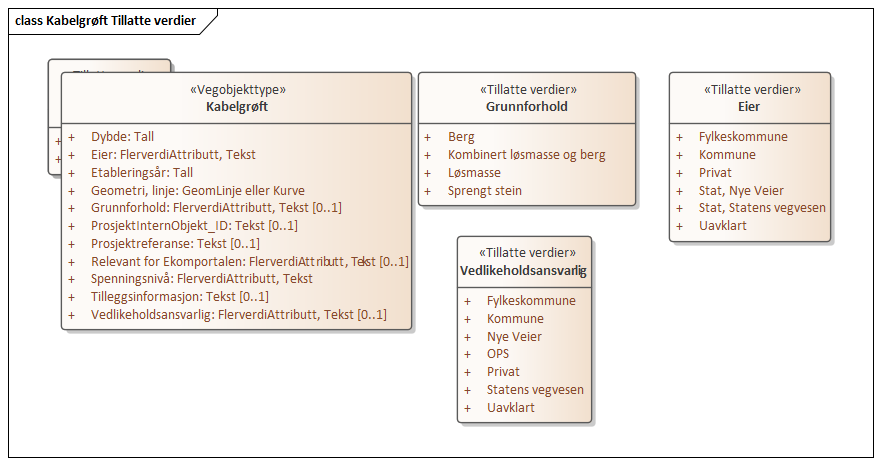 class Kabelgrøft Tillatte verdier
«Vegobjekttype»
Kabelgrøft
+ Dybde: Tall
+ Eier: FlerverdiAttributt, Tekst
+ Etableringsår: Tall
+ Geometri, linje: GeomLinje eller Kurve
+ Grunnforhold: FlerverdiAttributt, Tekst [0..1]
+ ProsjektInternObjekt_ID: Tekst [0..1]
+ Prosjektreferanse: Tekst [0..1]
+ Relevant for Ekomportalen: FlerverdiAttributt, Tekst [0..1]
+ Spenningsnivå: FlerverdiAttributt, Tekst
+ Tilleggsinformasjon: Tekst [0..1]
+ Vedlikeholdsansvarlig: FlerverdiAttributt, Tekst [0..1]
«Tillatte verdier»
Grunnforhold
+ Berg
+ Kombinert løsmasse og berg
+ Løsmasse
+ Sprengt stein
«Tillatte verdier»
Eier
+ Fylkeskommune
+ Kommune
+ Privat
+ Stat, Nye Veier
+ Stat, Statens vegvesen
+ Uavklart
«Tillatte verdier»
Vedlikeholdsansvarlig
+ Fylkeskommune
+ Kommune
+ Nye Veier
+ OPS
+ Privat
+ Statens vegvesen
+ Uavklart